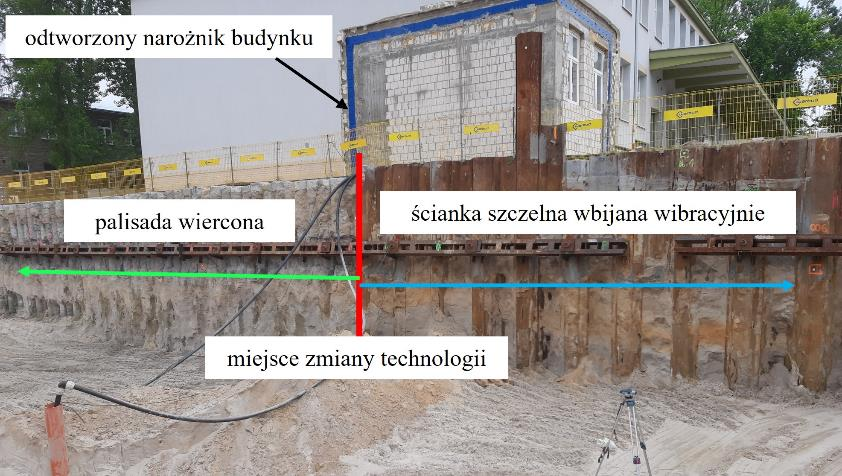 odtworzony narożnik budynku
palisada wiercona
ścianka szczelna wbijana wibracyjnie
miejsce zmiany technologii